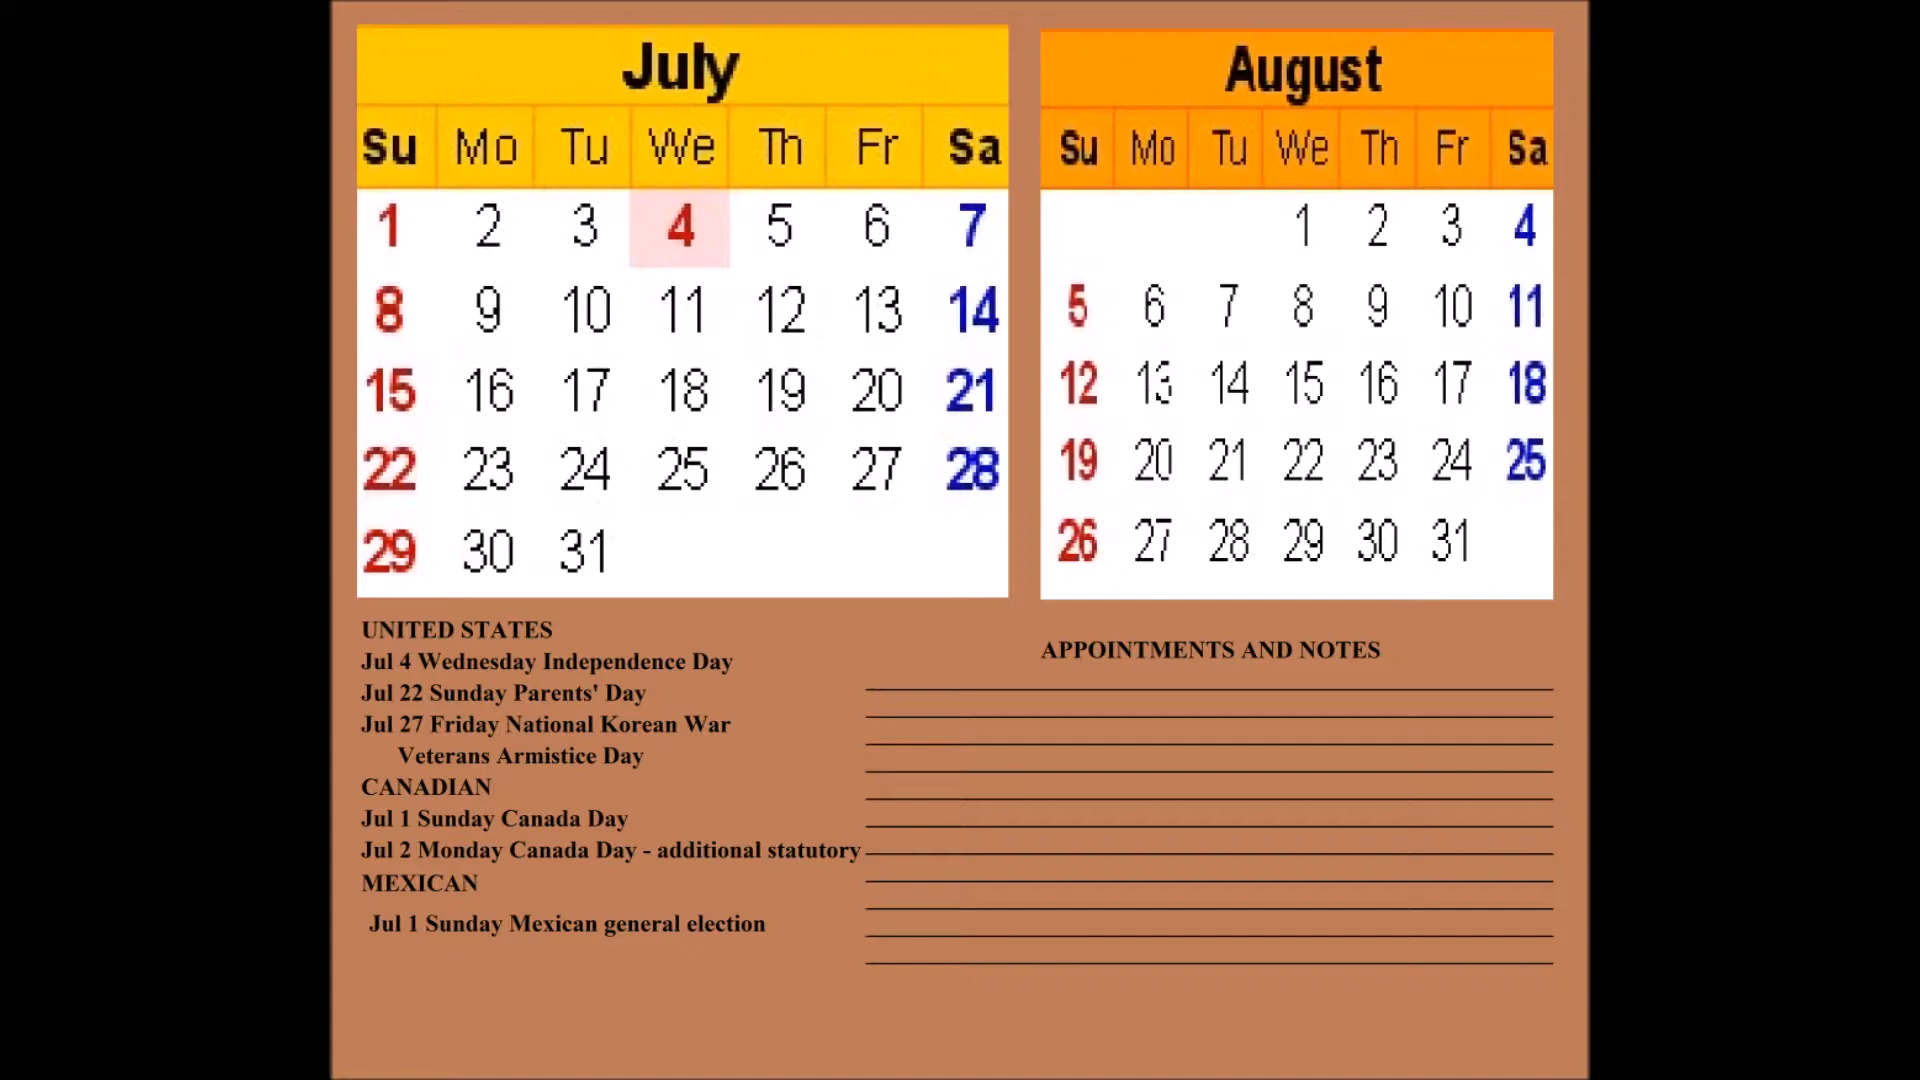 July
Su Mo Tu We Th Fr Sa
1 2 3 4 5 6 7
8 9 10 11 12 13 14
15 16 17 18 19 20 21
22 23 24 25 26 27 28
29 30 31
August
Su Mo Tu We Th Fr Sa
1 2 3 4
5 6 7 8 9 10 11
12 13 14 15 16 17 18
19 20 21 22 23 24 25
26 27 28 29 30 31
UNITED STATES
Jul 4 Wednesday Independence Day
Jul 22 Sunday Parents' Day
Jul 27 Friday National Korean War
Veterans Armistice Day
CANADIAN
Jul 1 Sunday Canada Day
Jul 2 Monday Canada Day - additional statutory
MEXICAN
Jul 1 Sunday Mexican general election
APPOINTMENTS AND NOTES